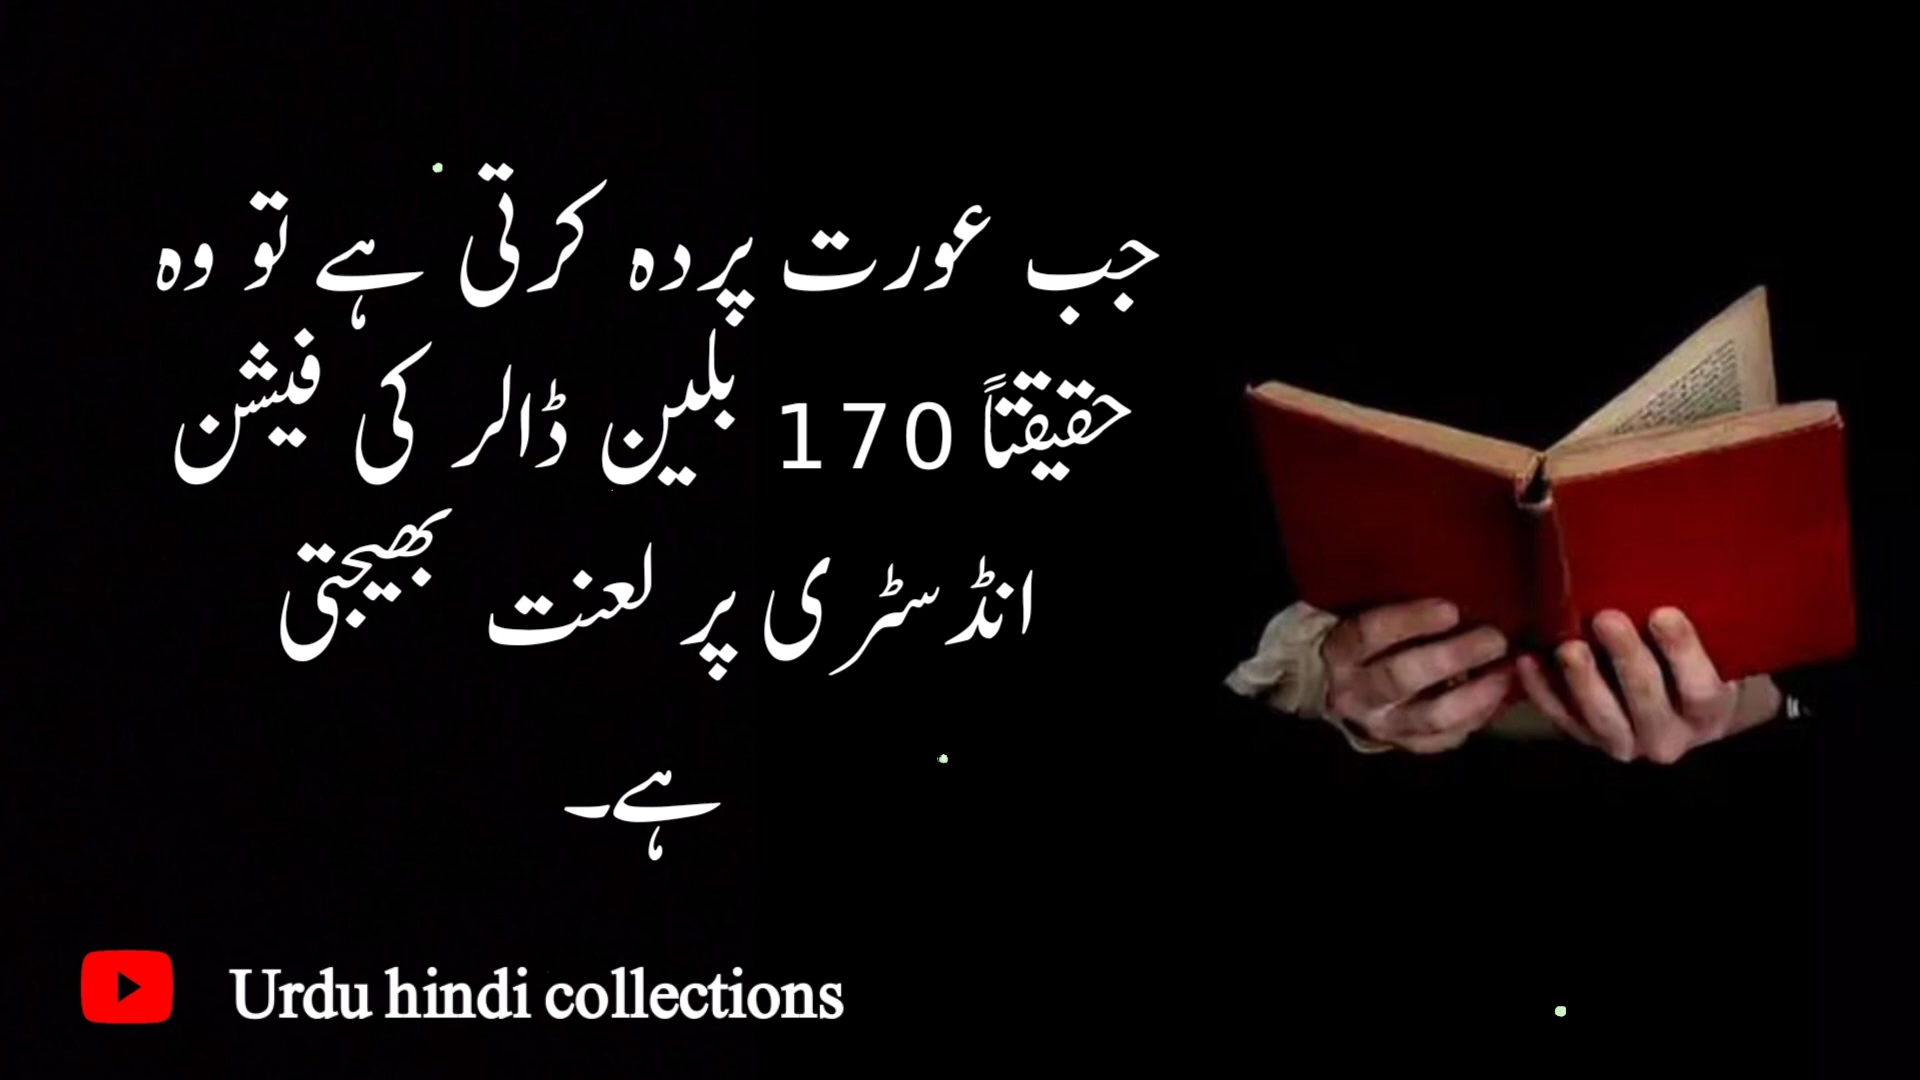 جب عورت پردہ کرتی ہے تو وہ
حقیقتاً 170 بلین ڈالر کی فیشن
انڈسٹری پر لعنت بھیجتی
ہے۔
Urdu hindi collections